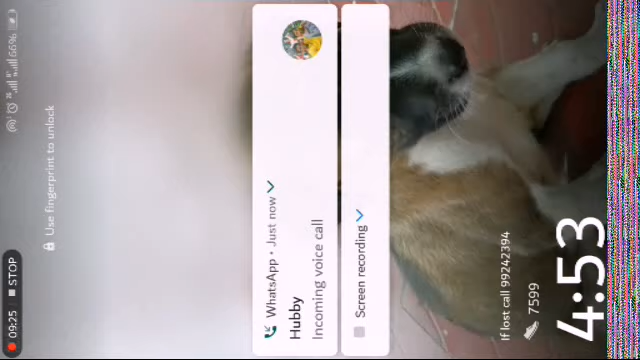 66%
4:53
7599
If lost call 99242394
Screen recording
WhatsApp • Just now
Hubby
Incoming voice call
Use fingerprint to unlock
09:25 STOP